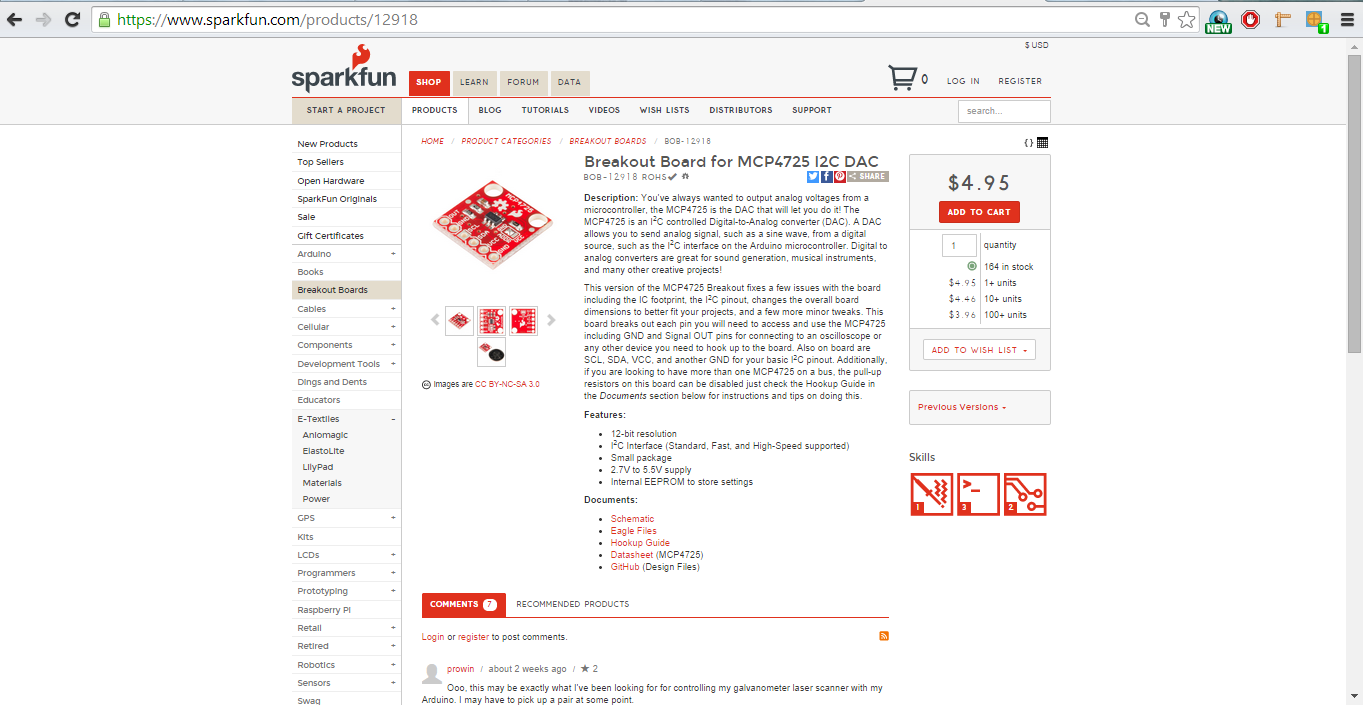 https://www.sparkfun.com/products/12918
NEW
1
$ USD
sparkfun
SHOP
LEARN
FORUM
DATA
0
LOG IN
REGISTER
START A PROJECT
PRODUCTS
BLOG
TUTORIALS
VIDEOS
WISH LISTS
DISTRIBUTORS
SUPPORT
search...
New Products
Top Sellers
Open Hardware
SparkFun Originals
Sale
Gift Certificates
Arduino +
Books
Breakout Boards
Cables +
Cellular +
Components +
Development Tools +
Dings and Dents
Educators
E-Textiles -
Aniomagic
ElastoLite
LilyPad
Materials
Power
GPS +
Kits
LCDs +
Programmers +
Prototyping +
Raspberry Pi
Retail +
Retired +
Robotics +
Sensors +
Swag
HOME / PRODUCT CATEGORIES / BREAKOUT BOARDS / BOB-12918
{}
MCP4725
OUT
GND
SCL
SDA
VCC
GND
Images are CC BY-NC-SA 3.0
Breakout Board for MCP4725 I2C DAC
BOB-12918 ROHS✔
SHARE
Description: You've always wanted to output analog voltages from a
microcontroller, the MCP4725 is the DAC that will let you do it! The
MCP4725 is an I²C controlled Digital-to-Analog converter (DAC). A DAC
allows you to send analog signal, such as a sine wave, from a digital
source, such as the I²C interface on the Arduino microcontroller. Digital to
analog converters are great for sound generation, musical instruments,
and many other creative projects!
This version of the MCP4725 Breakout fixes a few issues with the board
including the IC footprint, the I²C pinout, changes the overall board
dimensions to better fit your projects, and a few more minor tweaks. This
board breaks out each pin you will need to access and use the MCP4725
including GND and Signal OUT pins for connecting to an oscilloscope or
any other device you need to hook up to the board. Also on board are
SCL, SDA, VCC, and another GND for your basic I²C pinout. Additionally,
if you are looking to have more than one MCP4725 on a bus, the pull-up
resistors on this board can be disabled just check the Hookup Guide in
the Documents section below for instructions and tips on doing this.
Features:
• 12-bit resolution
• I²C Interface (Standard, Fast, and High-Speed supported)
• Small package
• 2.7V to 5.5V supply
• Internal EEPROM to store settings
Documents:
• Schematic
• Eagle Files
• Hookup Guide
• Datasheet (MCP4725)
• GitHub (Design Files)
$4.95
ADD TO CART
1 quantity
164 in stock
$4.95 1+ units
$4.46 10+ units
$3.96 100+ units
ADD TO WISH LIST
Previous Versions
Skills
1
>_ 3
2
COMMENTS 7
RECOMMENDED PRODUCTS
Login or register to post comments.
prowin / about 2 weeks ago / ★ 2
Ooo, this may be exactly what I've been looking for for controlling my galvanometer laser scanner with my
Arduino. I may have to pick up a pair at some point.